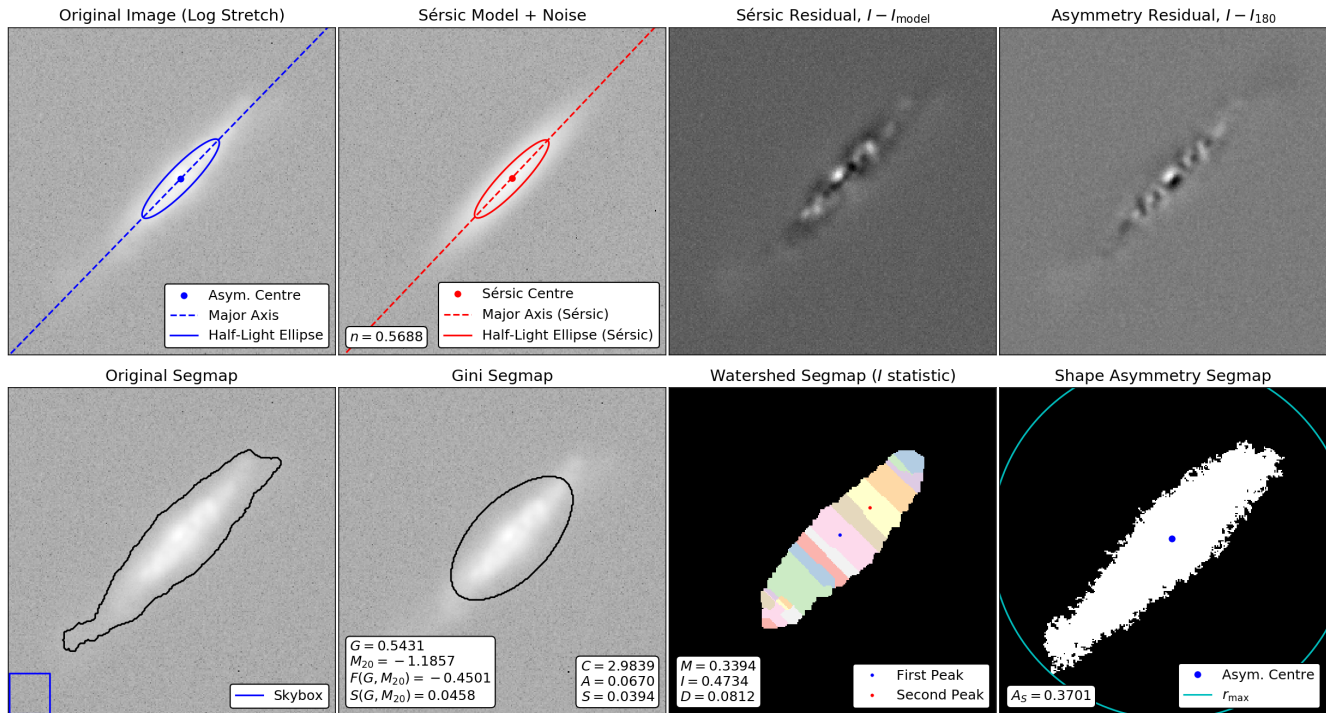 Original Image (Log Stretch)
Asym. Centre
Major Axis
Half-Light Ellipse
Sérsic Model + Noise
n = 0.5688
Sérsic Centre
Major Axis (Sérsic)
Half-Light Ellipse (Sérsic)
Sérsic Residual, I − I_model
Asymmetry Residual, I − I_180
Original Segmap
Skybox
Gini Segmap
G = 0.5431
M_20 = −1.1857
F(G, M_20) = −0.4501
S(G, M_20) = 0.0458
C = 2.9839
A = 0.0670
S = 0.0394
Watershed Segmap (I statistic)
M = 0.3394
I = 0.4734
D = 0.0812
First Peak
Second Peak
Shape Asymmetry Segmap
A_S = 0.3701
Asym. Centre
r_max